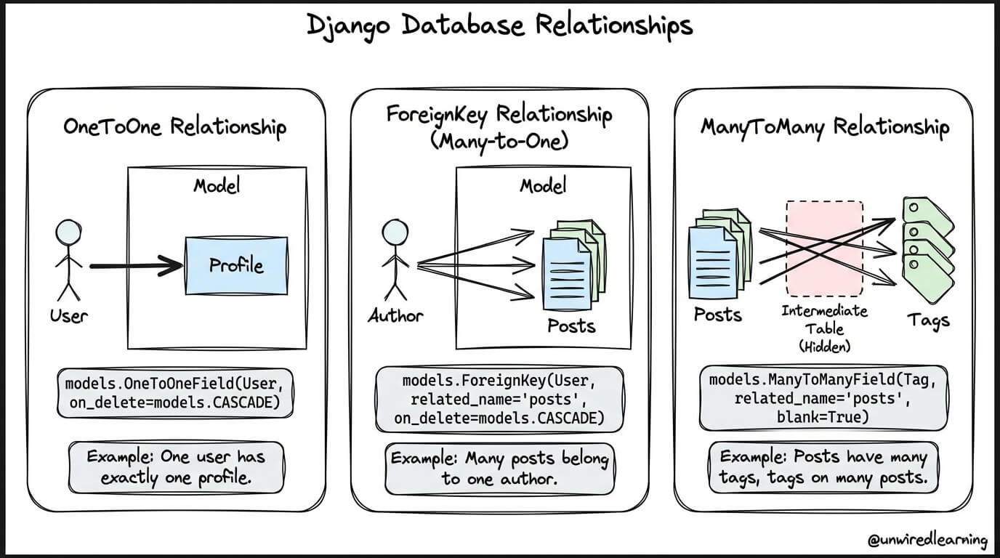 Django Database Relationships
OneToOne Relationship
Model
Profile
User
models.OneToOneField(User,
on_delete=models.CASCADE)
Example: One user has
exactly one profile.
ForeignKey Relationship
(Many-to-One)
Model
Author
Posts
models.ForeignKey(User,
related_name='posts',
on_delete=models.CASCADE)
Example: Many posts belong
to one author.
ManyToMany Relationship
Posts
Intermediate
Table
(Hidden)
Tags
models.ManyToManyField(Tag,
related_name='posts',
blank=True)
Example: Posts have many
tags, tags on many posts.
@unwiredlearning